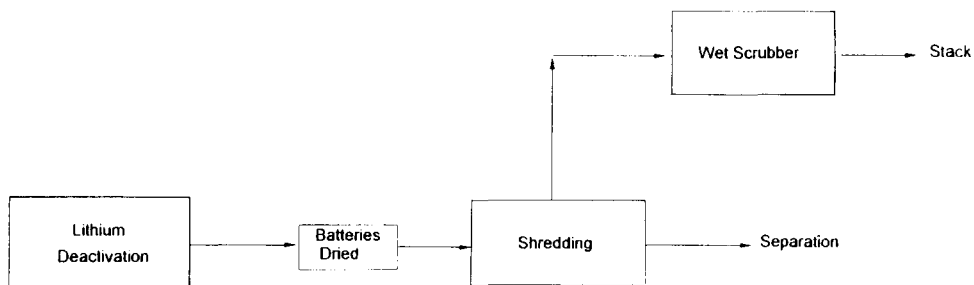 Wet Scrubber
Stack
Lithium
Deactivation
Batteries
Dried
Shredding
Separation